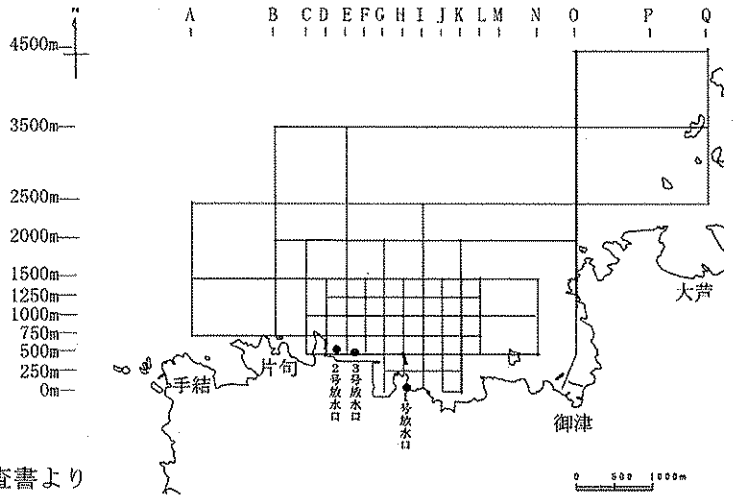 N
A B C D E F G H I J K L M N O P Q
4500m
3500m
2500m
2000m
1500m
1250m
1000m
750m
500m
250m
0m
大芦
片句
手結
2号放水口
3号放水口
1号放水口
御津
査書より
0 500 1000m